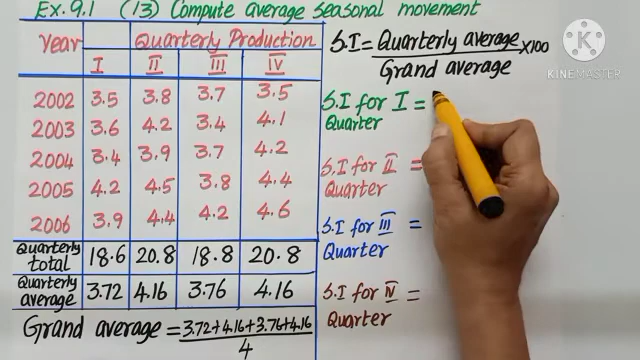 Ex.9.1 (13) Compute average seasonal movement
Year Quarterly Production
I II III IV
2002 3.5 3.8 3.7 3.5
2003 3.6 4.2 3.4 4.1
2004 3.4 3.9 3.7 4.2
2005 4.2 4.5 3.8 4.4
2006 3.9 4.4 4.2 4.6
Quarterly total 18.6 20.8 18.8 20.8
Quarterly average 3.72 4.16 3.76 4.16
Grand average = 3.72+4.16+3.76+4.16
4
S.I = Quarterly average ×100
Grand average
S.I for I =
Quarter
S.I for II =
Quarter
S.I for III =
Quarter
S.I for IV =
Quarter
KINEMASTER